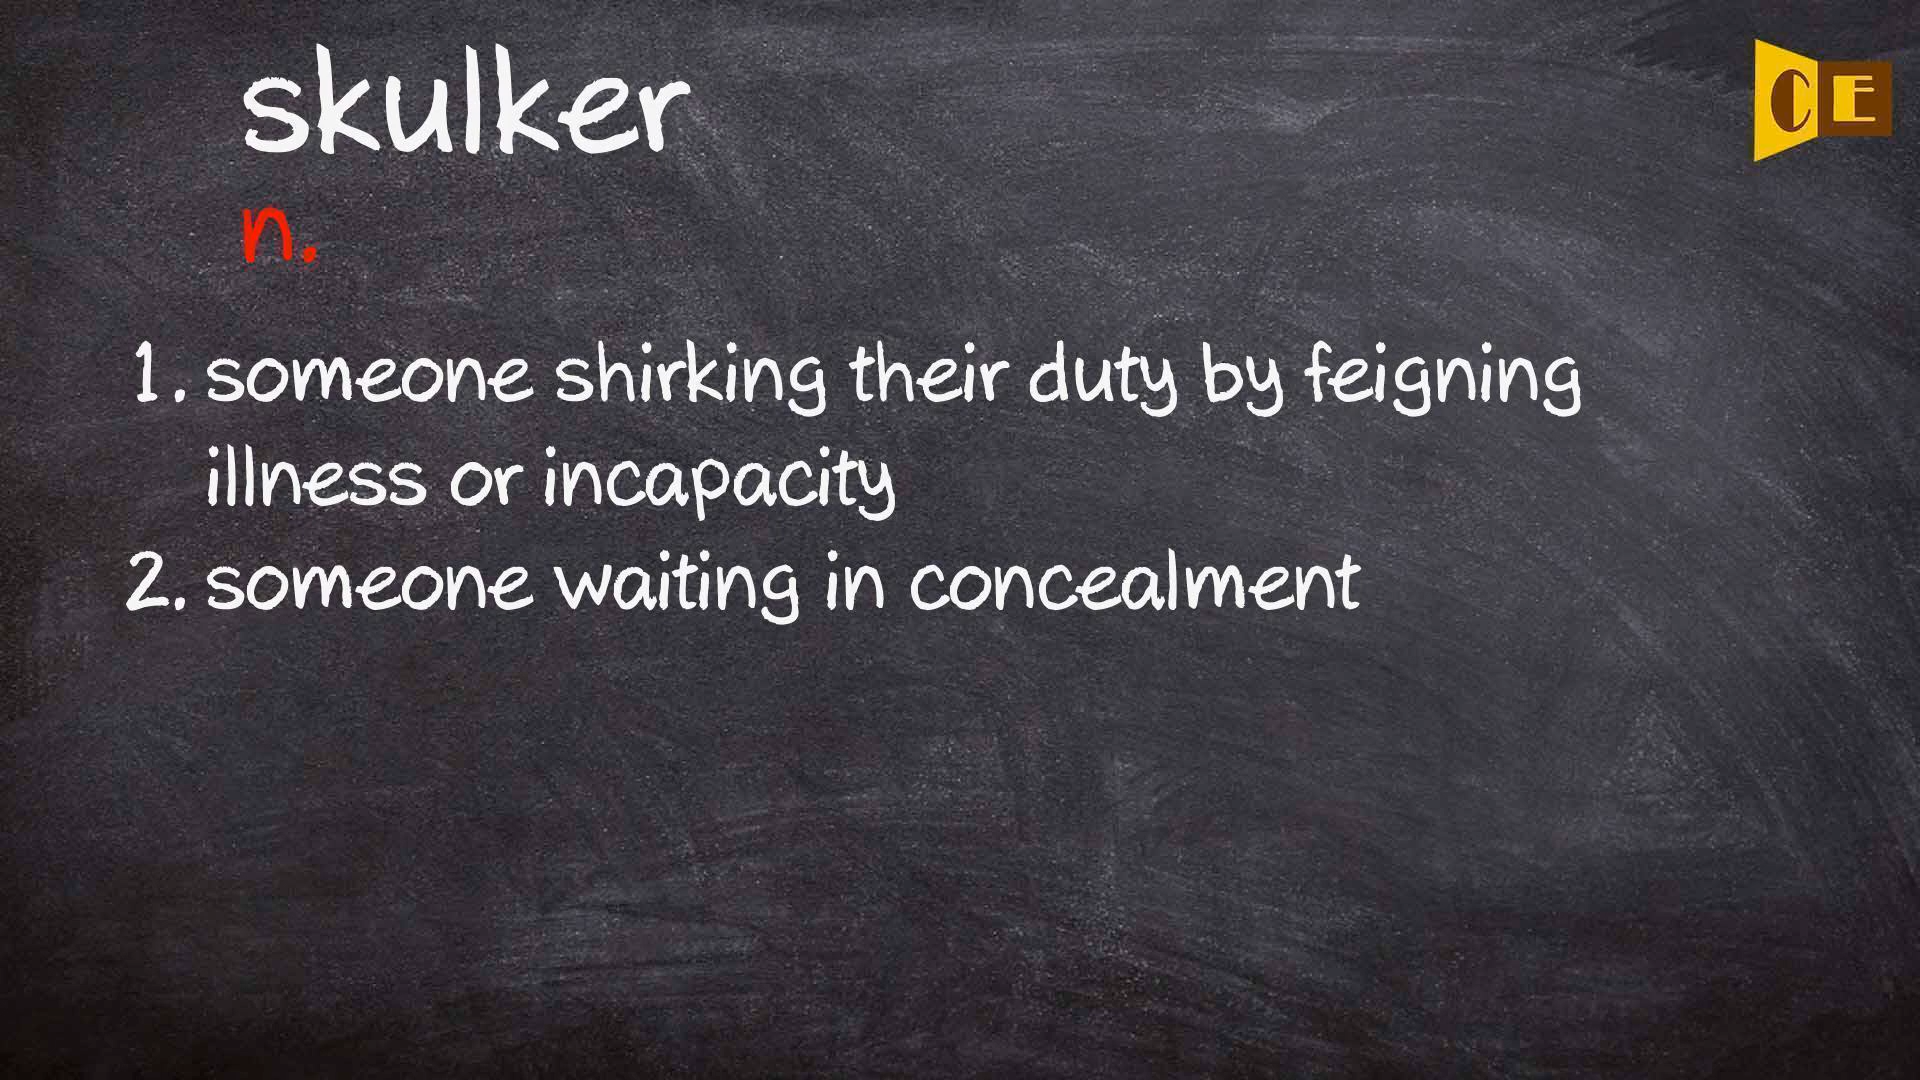 skulker
CE
n.
1. someone shirking their duty by feigning
illness or incapacity
2. someone waiting in concealment